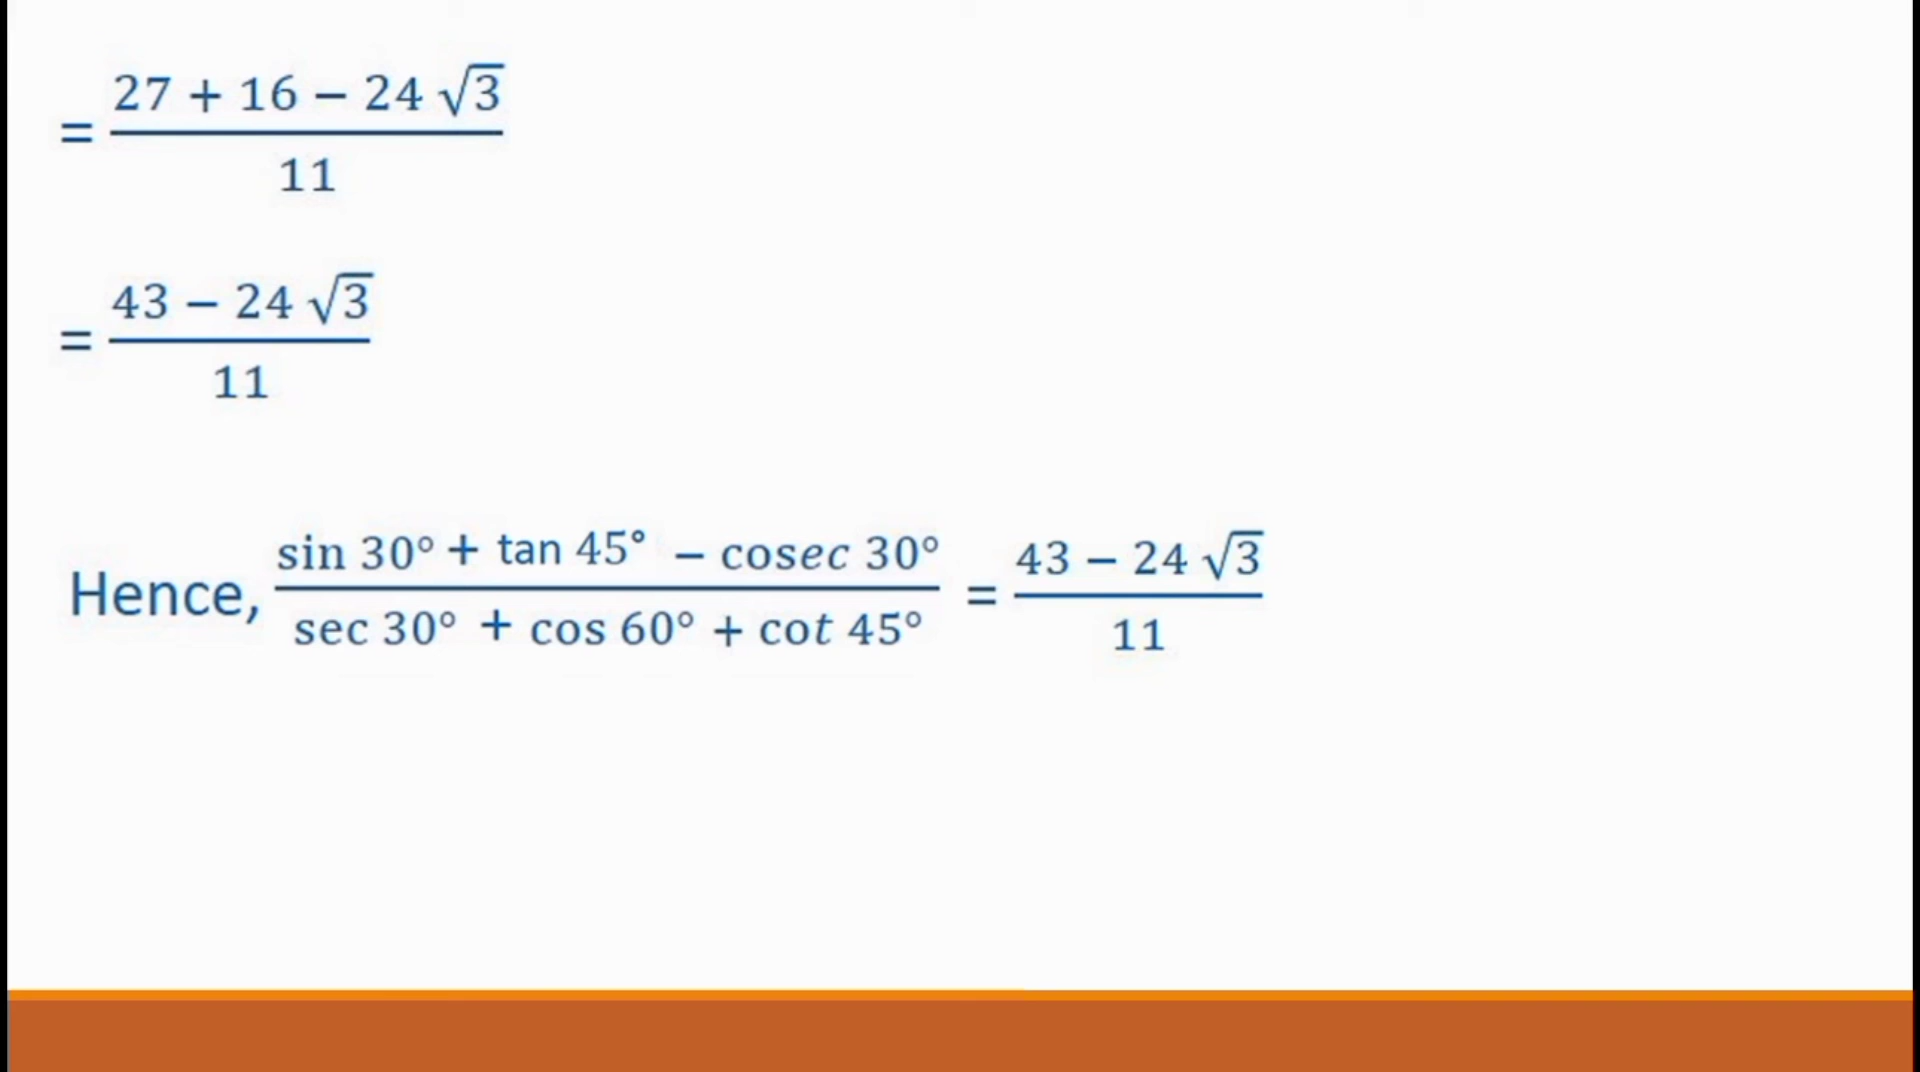 = (27 + 16 − 24 √3) / 11
= (43 − 24 √3) / 11
Hence, (sin 30° + tan 45° − cosec 30°) / (sec 30° + cos 60° + cot 45°) = (43 − 24 √3) / 11